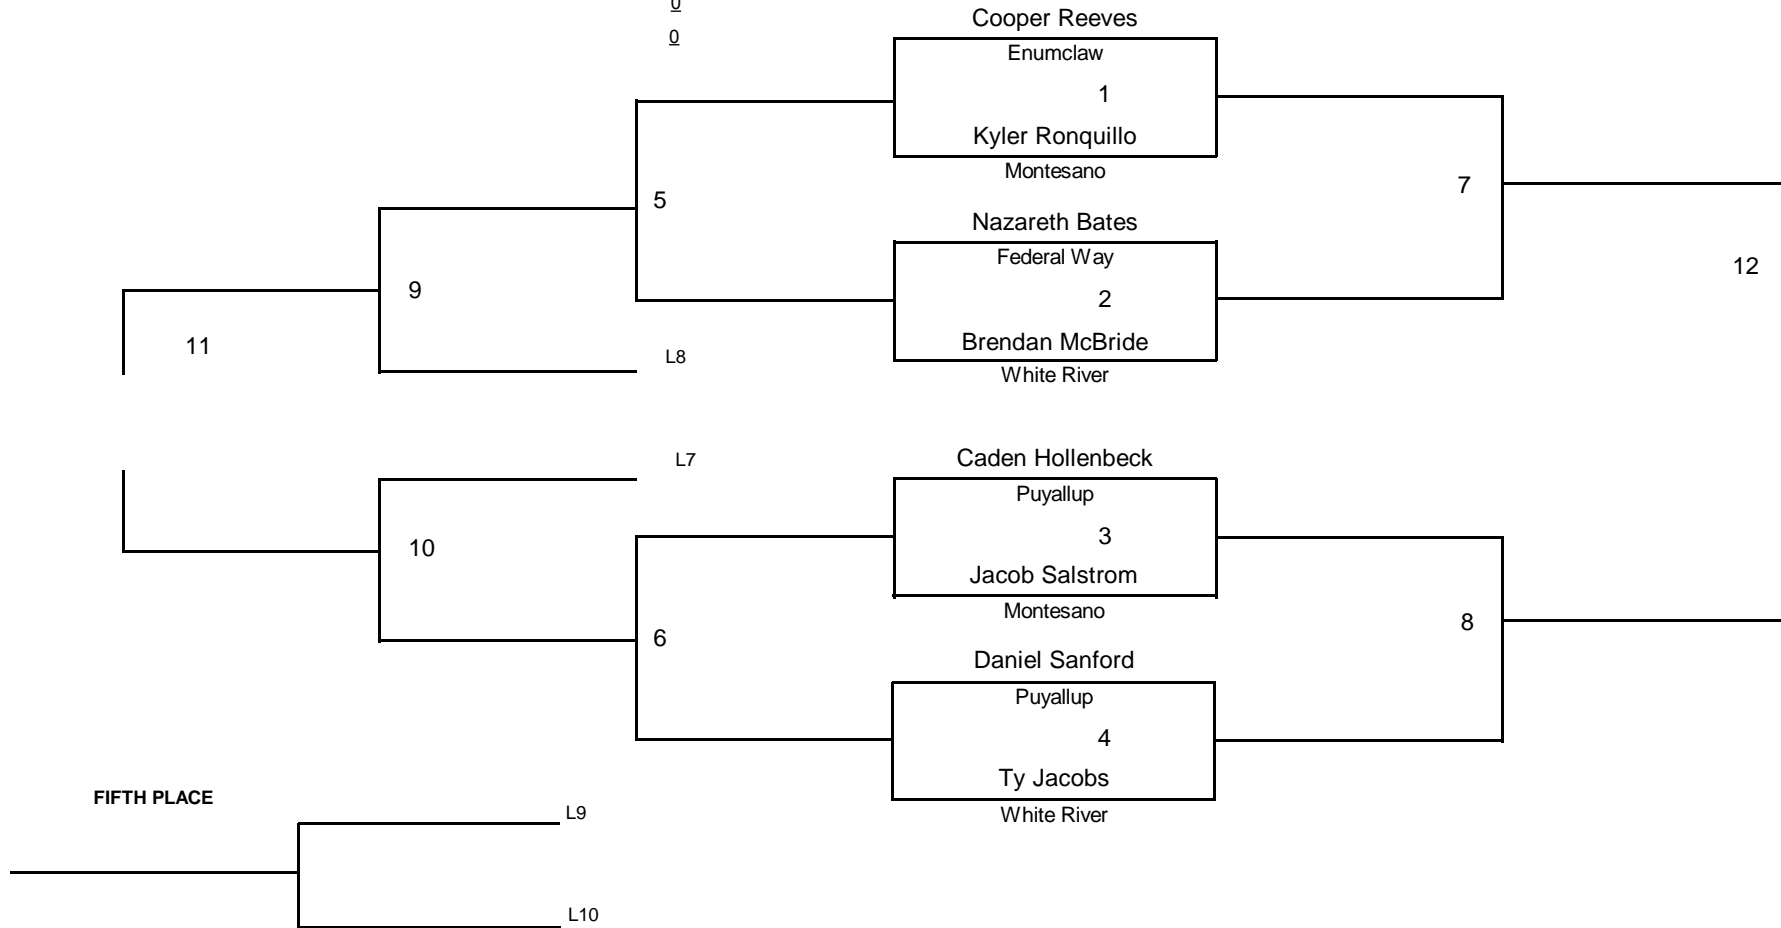 0
0
Cooper Reeves
Enumclaw
1
Kyler Ronquillo
Montesano
5
7
Nazareth Bates
Federal Way
9
2
12
11
Brendan McBride
L8
White River
L7
Caden Hollenbeck
Puyallup
10
3
Jacob Salstrom
Montesano
6
8
Daniel Sanford
Puyallup
4
Ty Jacobs
FIFTH PLACE
L9
White River
L10